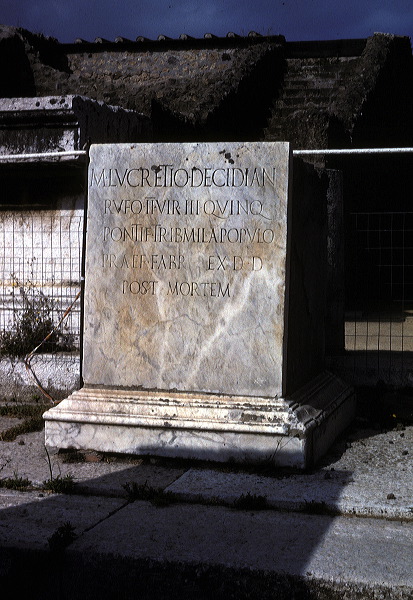 M·LVCRETIO·DECIDIAN
RVFO·II·VIR·III·QVINQ
PONTIF·TRIB·MIL·A·POPVLO
PRAEF·FABR EX·D·D
POST MORTEM